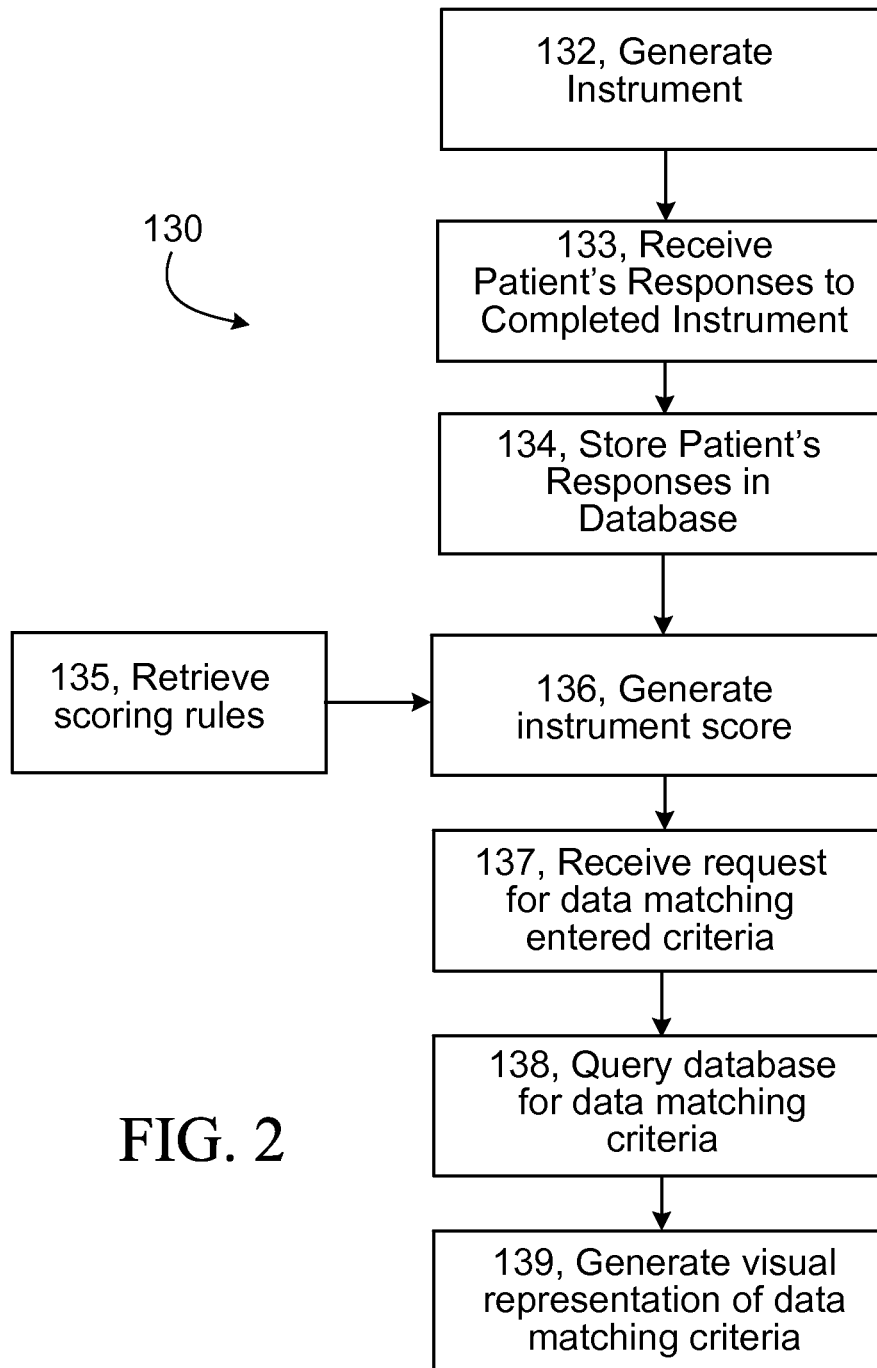 132, Generate
Instrument
130
133, Receive
Patient's Responses to
Completed Instrument
134, Store Patient's
Responses in
Database
135, Retrieve
scoring rules
136, Generate
instrument score
137, Receive request
for data matching
entered criteria
138, Query database
for data matching
criteria
FIG. 2
139, Generate visual
representation of data
matching criteria